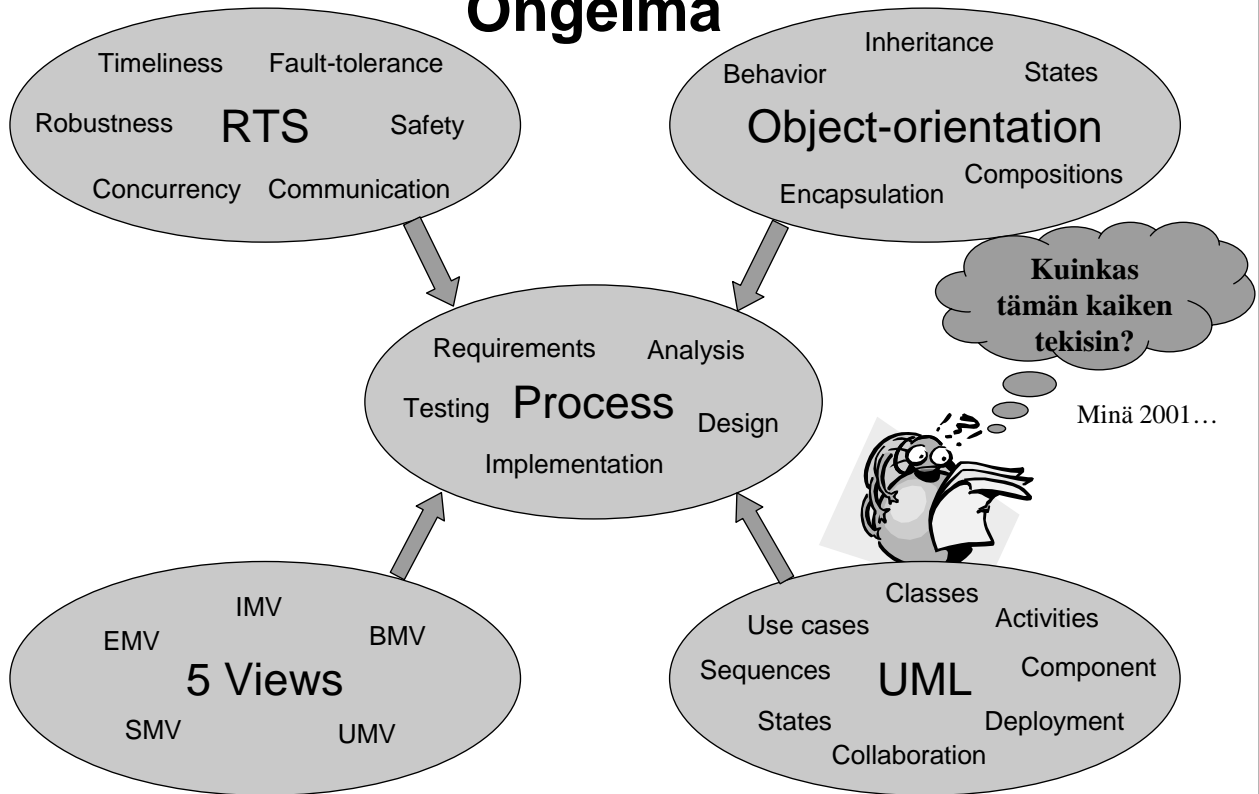 Ongelma
Timeliness Fault-tolerance
Robustness RTS Safety
Concurrency Communication
Inheritance
Behavior States
Object-orientation
Compositions
Encapsulation
Kuinkas
tämän kaiken
tekisin?
Minä 2001…
!?
Requirements Analysis
Testing Process Design
Implementation
IMV
EMV BMV
5 Views
SMV UMV
Classes
Use cases Activities
Sequences UML Component
States Deployment
Collaboration